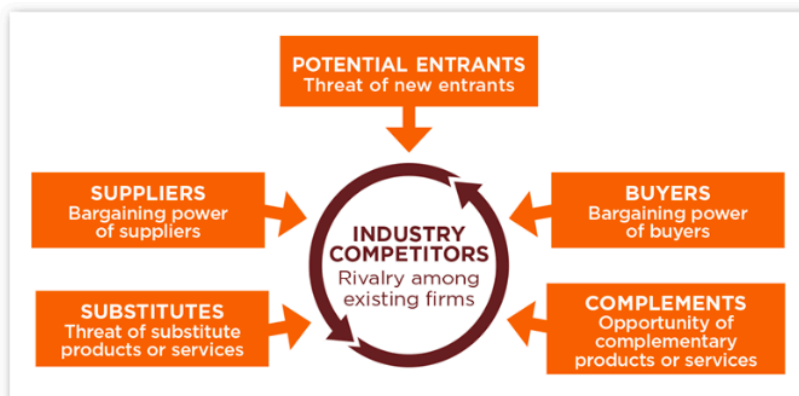 POTENTIAL ENTRANTS
Threat of new entrants
SUPPLIERS
Bargaining power
of suppliers
BUYERS
Bargaining power
of buyers
INDUSTRY
COMPETITORS
Rivalry among
existing firms
SUBSTITUTES
Threat of substitute
products or services
COMPLEMENTS
Opportunity of
complementary
products or services